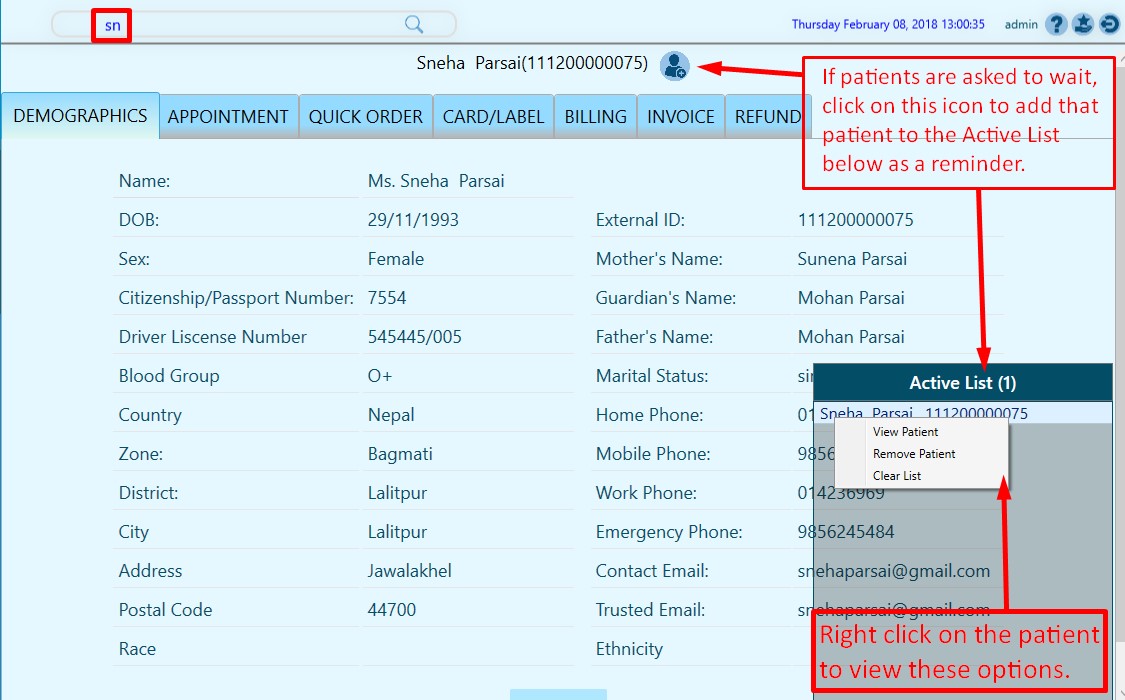 sn
Thursday February 08, 2018 13:00:35 admin ?
Sneha Parsai(111200000075)
If patients are asked to wait,
click on this icon to add that
patient to the Active List
below as a reminder.
DEMOGRAPHICS APPOINTMENT QUICK ORDER CARD/LABEL BILLING INVOICE REFUND
Name: Ms. Sneha Parsai
DOB: 29/11/1993 External ID: 111200000075
Sex: Female Mother's Name: Sunena Parsai
Citizenship/Passport Number: 7554 Guardian's Name: Mohan Parsai
Driver Liscense Number 545445/005 Father's Name: Mohan Parsai
Blood Group O+ Marital Status:
Country Nepal Home Phone:
Zone: Bagmati Mobile Phone:
District: Lalitpur Work Phone: 014236969
City Lalitpur Emergency Phone: 9856245484
Address Jawalakhel Contact Email: snehaparsai@gmail.com
Postal Code 44700 Trusted Email: snehaparsai@gmail.com
Race Ethnicity
Active List (1)
Sneha Parsai 111200000075
View Patient
Remove Patient
Clear List
Right click on the patient
to view these options.